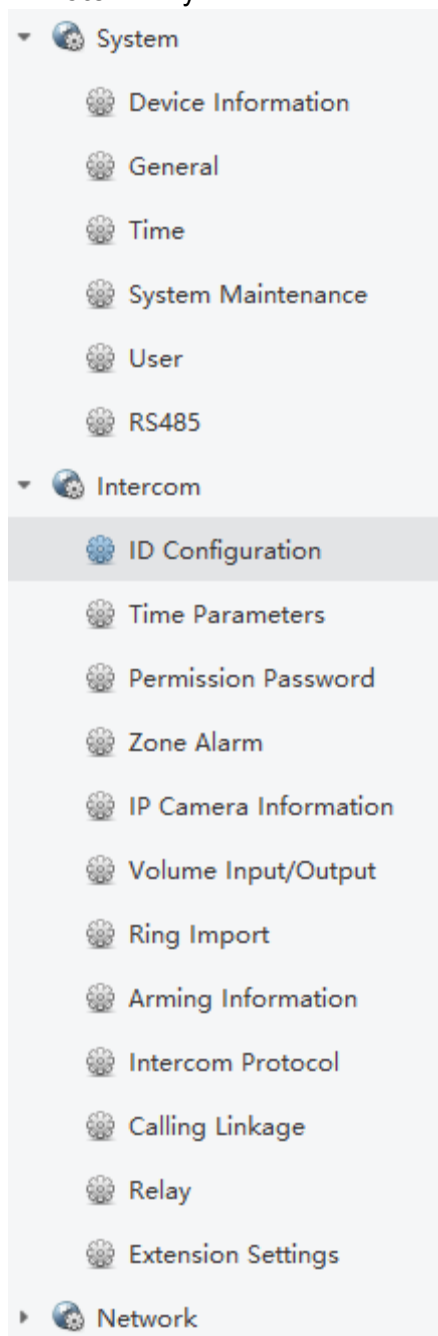 System
Device Information
General
Time
System Maintenance
User
RS485
Intercom
ID Configuration
Time Parameters
Permission Password
Zone Alarm
IP Camera Information
Volume Input/Output
Ring Import
Arming Information
Intercom Protocol
Calling Linkage
Relay
Extension Settings
Network